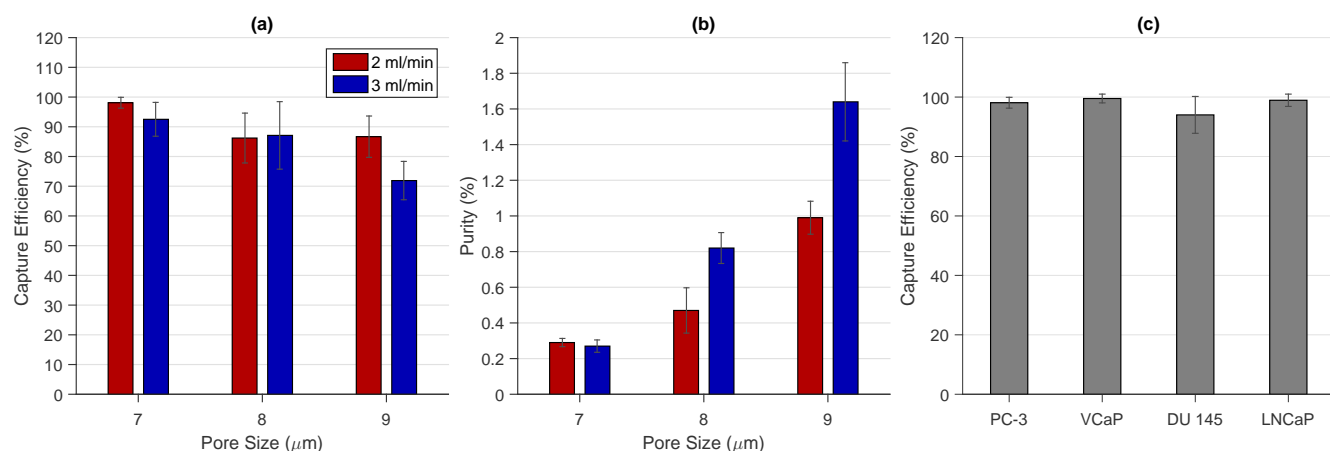 (a)
120
110
100
90
80
70
60
50
40
30
20
10
0
Capture Efficiency (%)
2 ml/min
3 ml/min
7
8
9
Pore Size (μm)
(b)
2
1.8
1.6
1.4
1.2
1
0.8
0.6
0.4
0.2
0
Purity (%)
7
8
9
Pore Size (μm)
(c)
120
100
80
60
40
20
0
Capture Efficiency (%)
PC-3
VCaP
DU 145
LNCaP